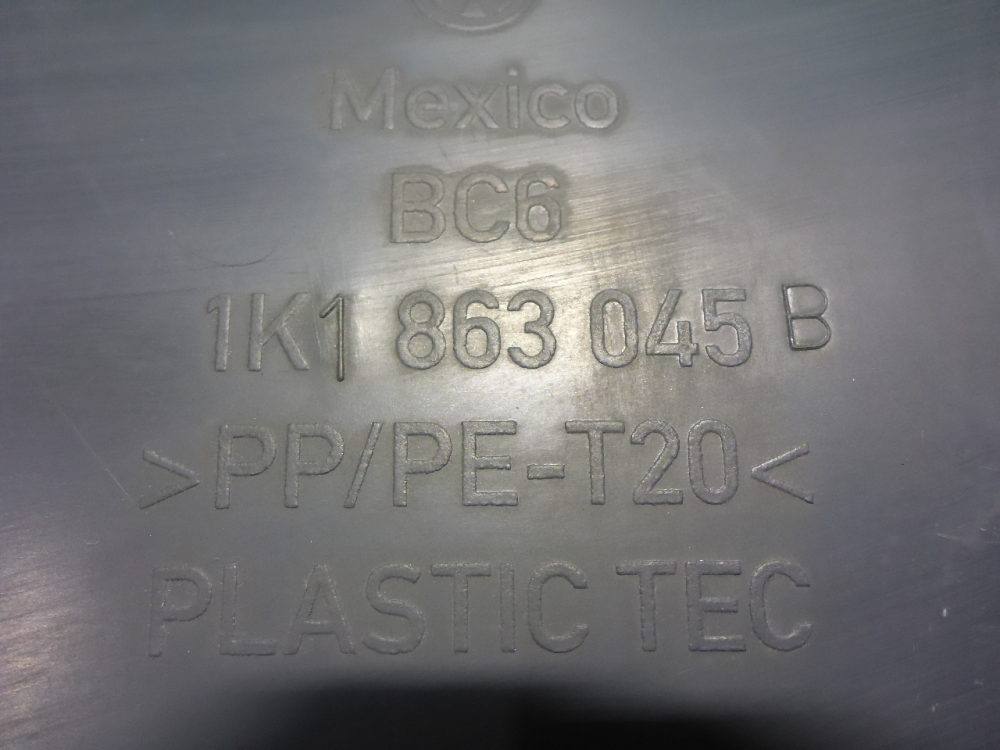 Mexico
BC6
1K1 863 045 B
>PP/PE-T20<
PLASTIC TEC